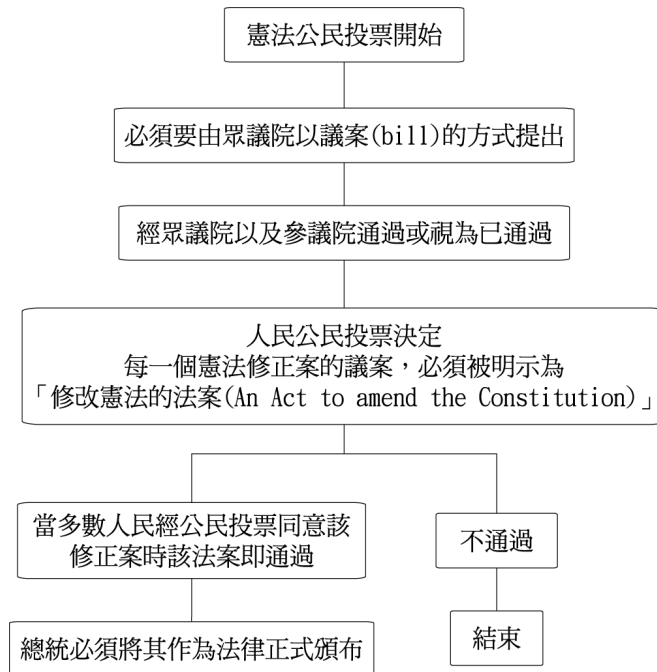 憲法公民投票開始
必須要由眾議院以議案(bill)的方式提出
經眾議院以及參議院通過或視為已通過
人民公民投票決定
每一個憲法修正案的議案，必須被明示為
「修改憲法的法案(An Act to amend the Constitution)」
當多數人民經公民投票同意該
修正案時該法案即通過
不通過
總統必須將其作為法律正式頒布
結束